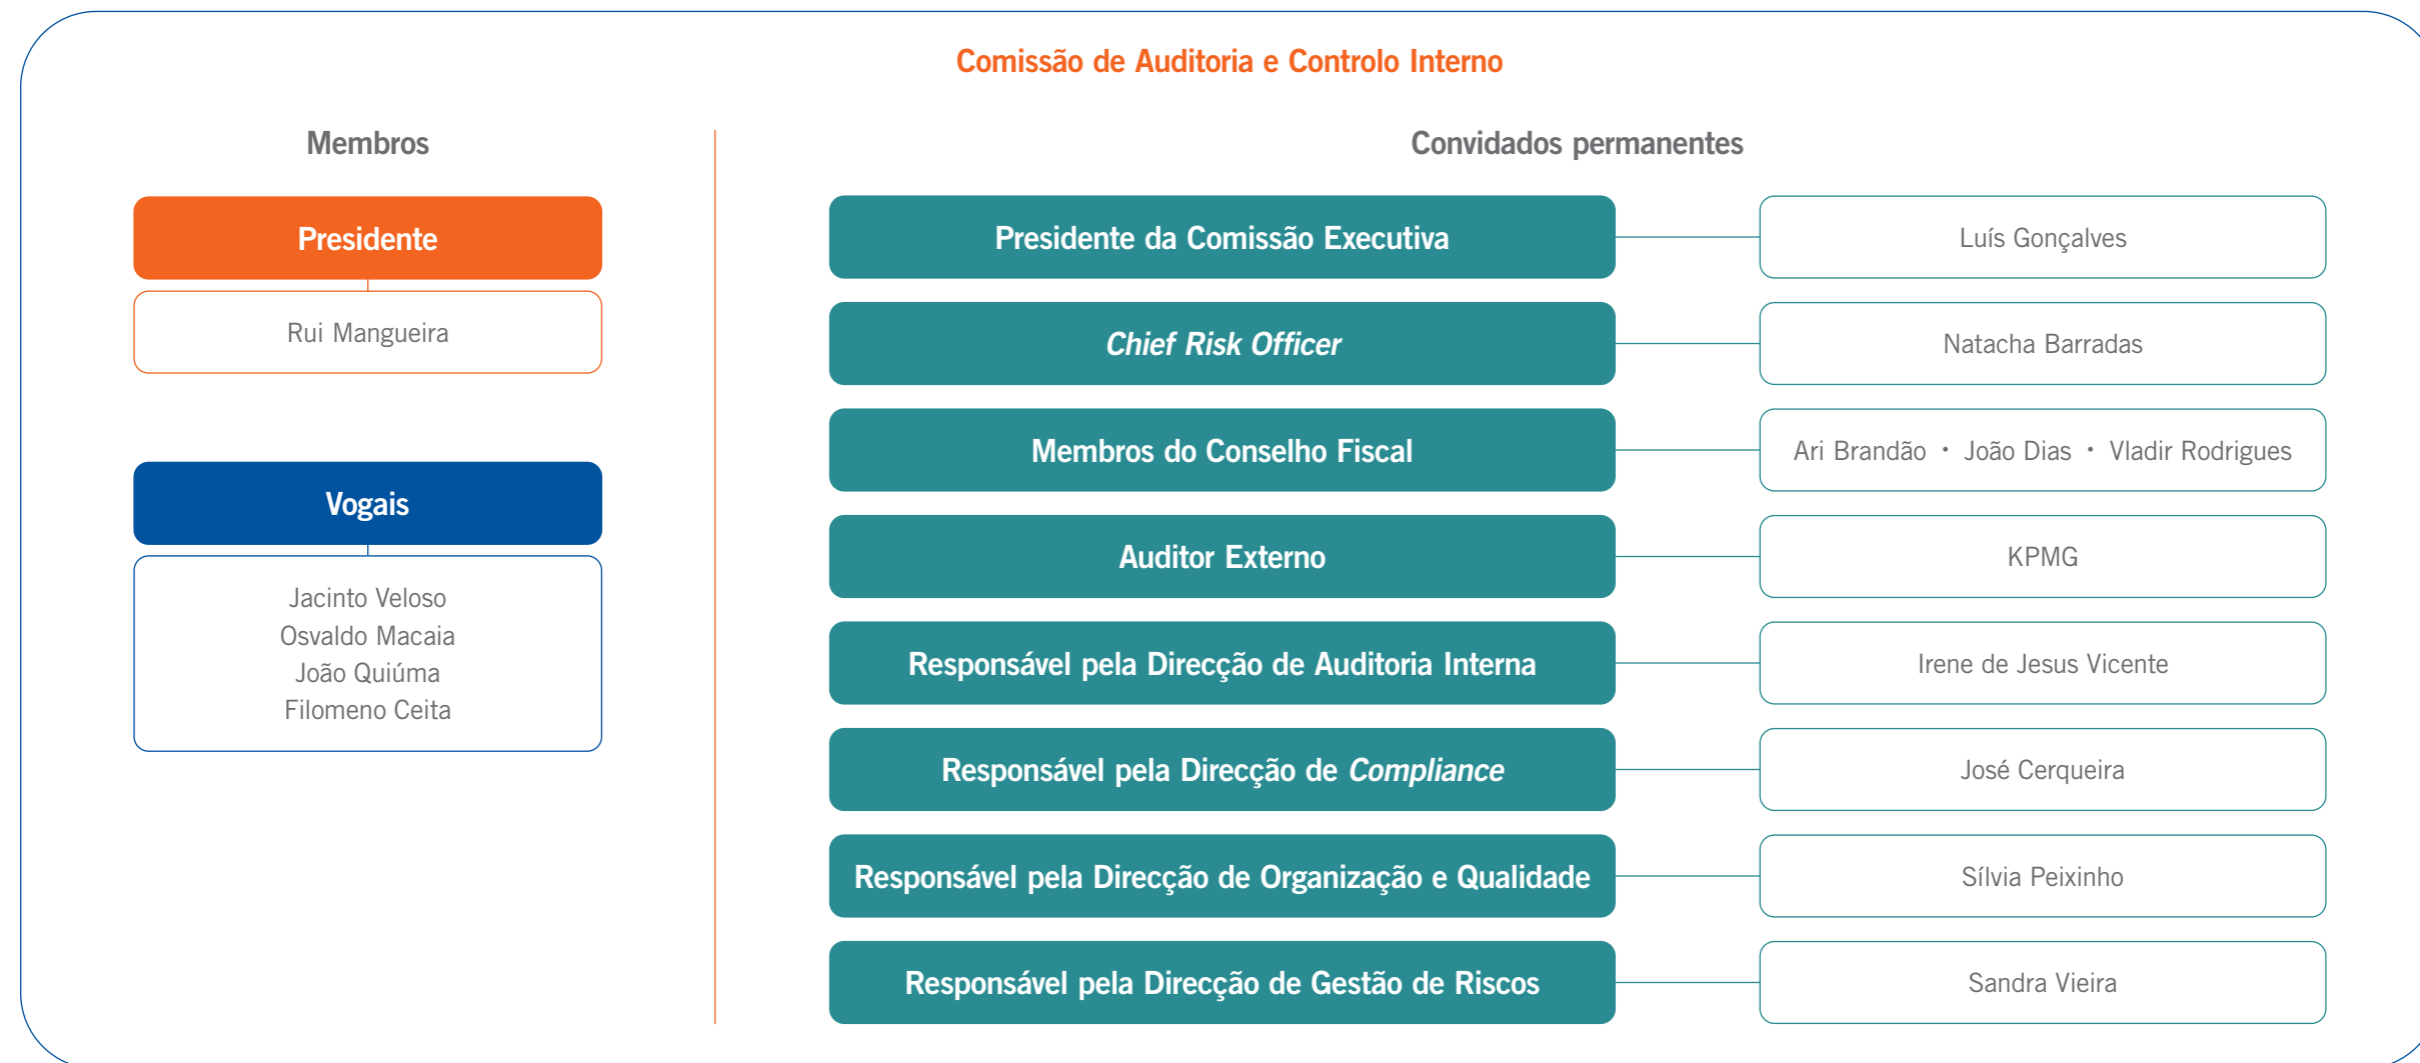 Comissão de Auditoria e Controlo Interno
Membros
Presidente
Rui Mangueira
Vogais
Jacinto Veloso
Osvaldo Macaia
João Quiúma
Filomeno Ceita
Convidados permanentes
Presidente da Comissão Executiva
Luís Gonçalves
Chief Risk Officer
Natacha Barradas
Membros do Conselho Fiscal
Ari Brandão • João Dias • Vladir Rodrigues
Auditor Externo
KPMG
Responsável pela Direcção de Auditoria Interna
Irene de Jesus Vicente
Responsável pela Direcção de Compliance
José Cerqueira
Responsável pela Direcção de Organização e Qualidade
Sílvia Peixinho
Responsável pela Direcção de Gestão de Riscos
Sandra Vieira